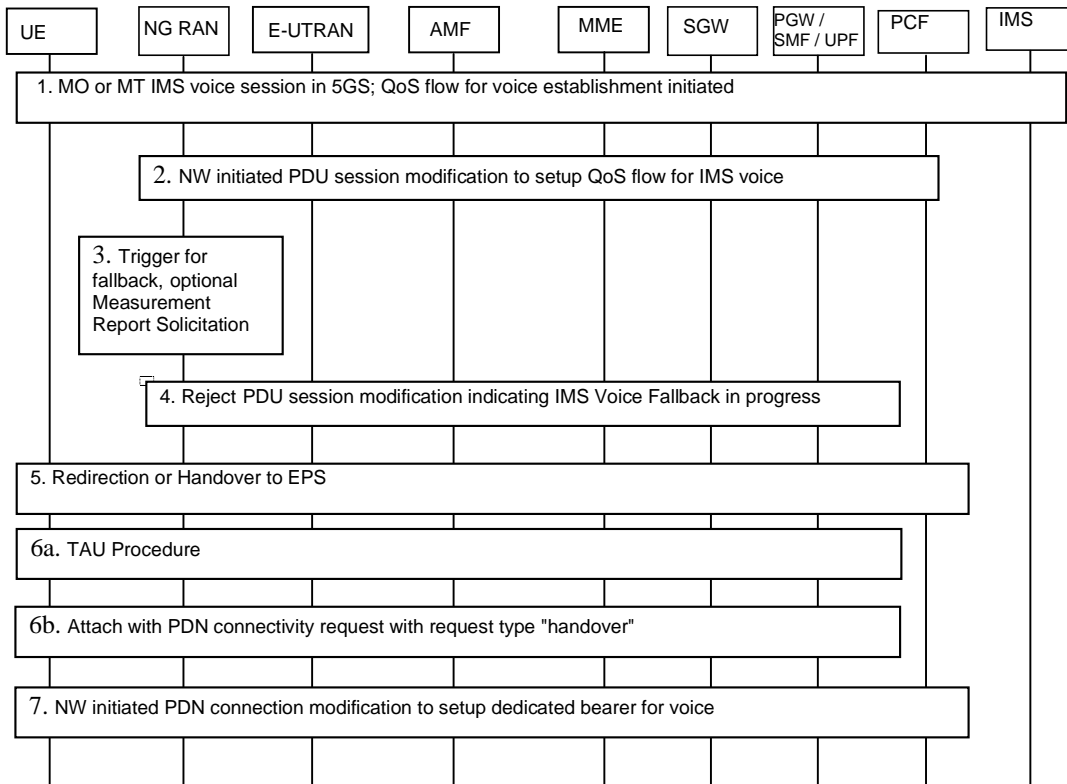 UE
NG RAN
E-UTRAN
AMF
MME
SGW
PGW /
SMF / UPF
PCF
IMS
1. MO or MT IMS voice session in 5GS; QoS flow for voice establishment initiated
2. NW initiated PDU session modification to setup QoS flow for IMS voice
3. Trigger for
fallback, optional
Measurement
Report Solicitation
4. Reject PDU session modification indicating IMS Voice Fallback in progress
5. Redirection or Handover to EPS
6a. TAU Procedure
6b. Attach with PDN connectivity request with request type "handover"
7. NW initiated PDN connection modification to setup dedicated bearer for voice